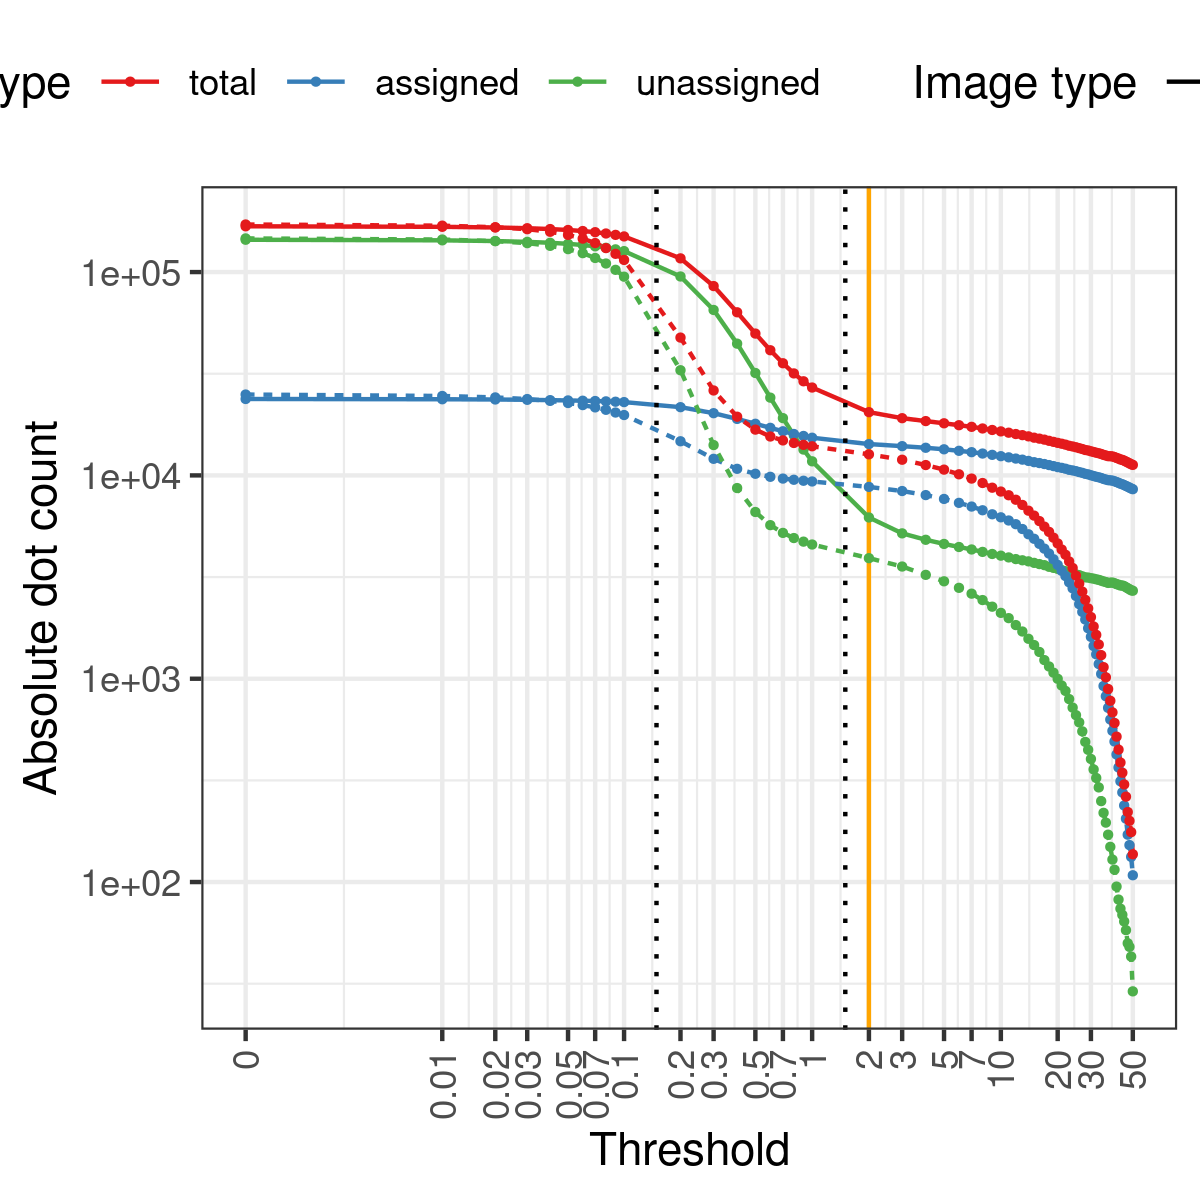 ype total assigned unassigned Image type
Absolute dot count
1e+05
1e+04
1e+03
1e+02
0 0.01 0.02 0.03 0.05 0.07 0.1 0.2 0.3 0.5 0.7 1 2 3 5 7 10 20 30 50
Threshold